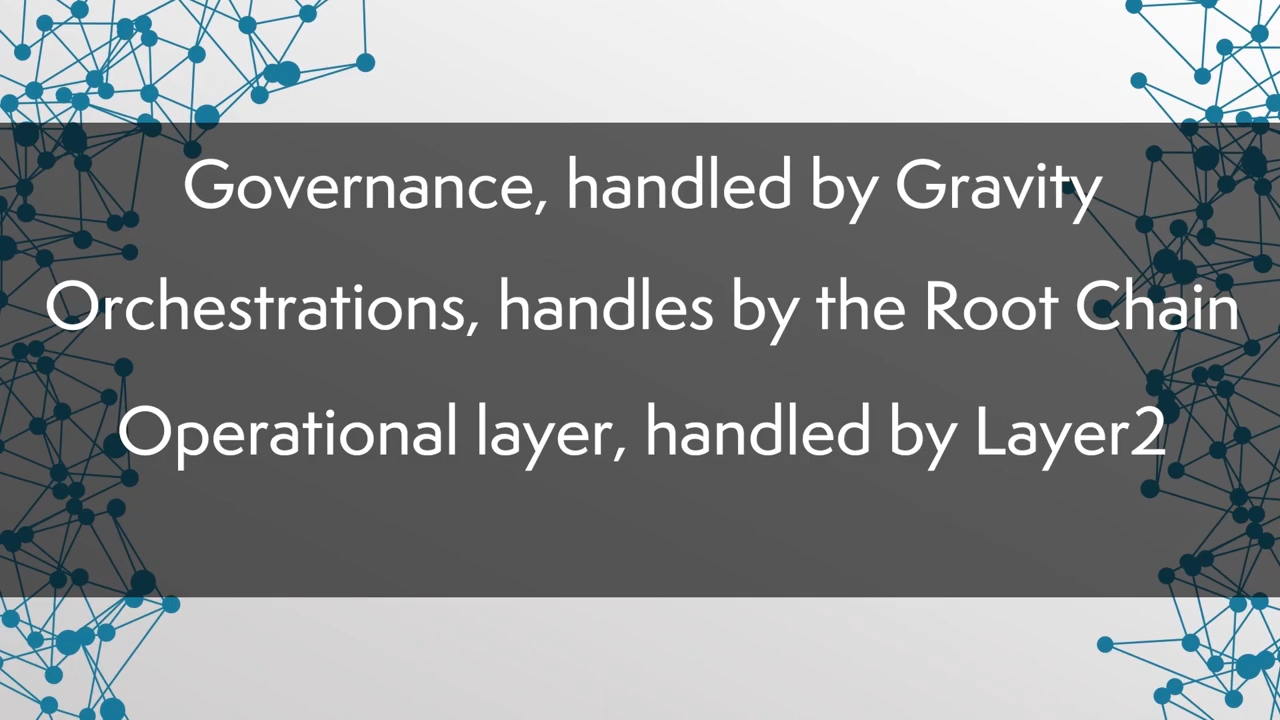 Governance, handled by Gravity
Orchestrations, handles by the Root Chain
Operational layer, handled by Layer2